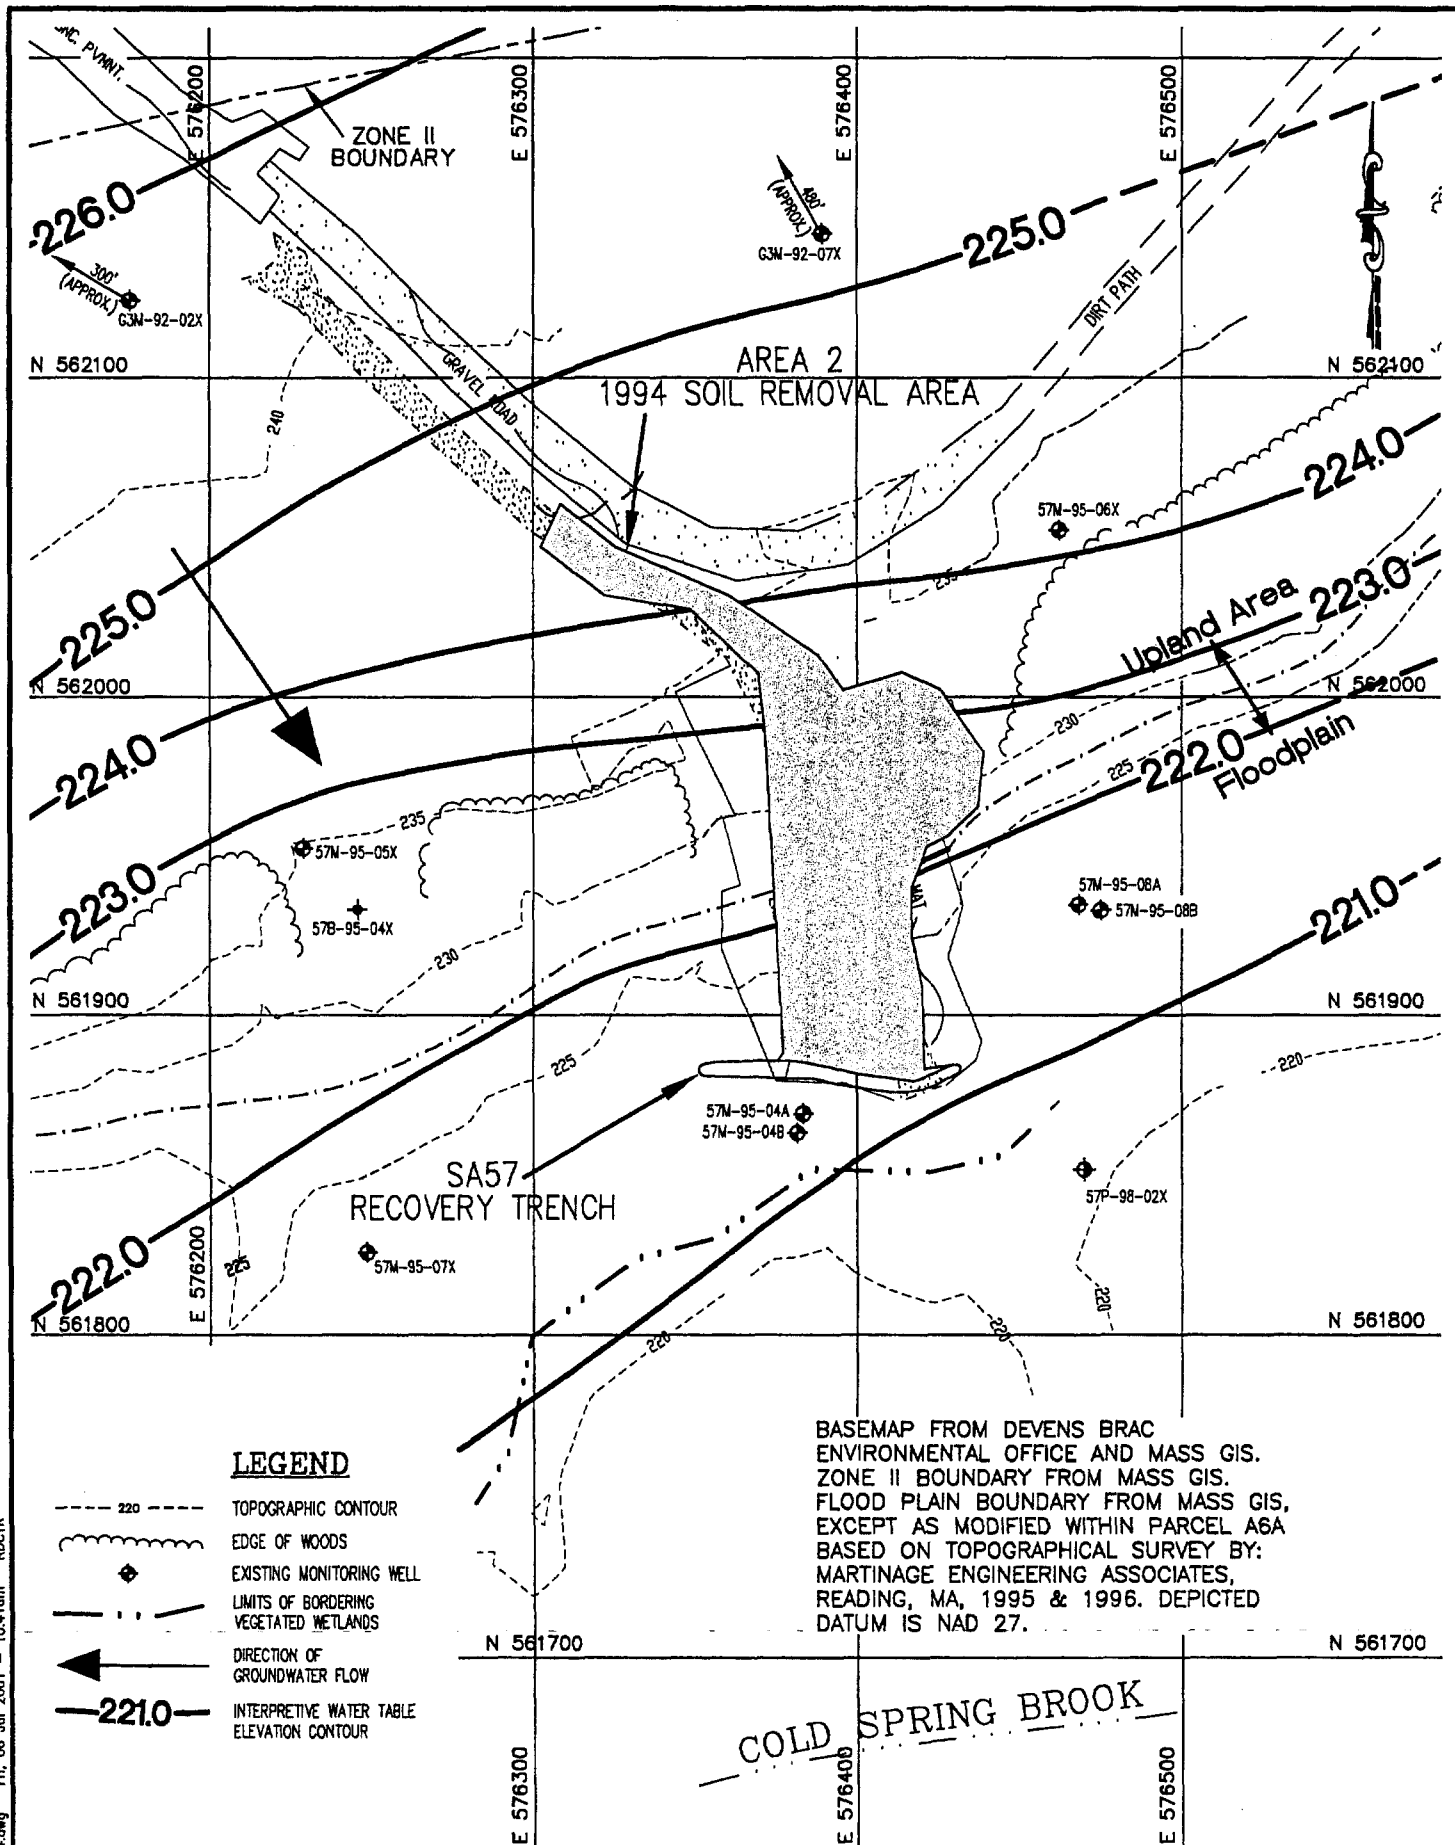 E 576200
E 576300
E 576400
E 576500
ZONE II
BOUNDARY
226.0
480'
(APPROX.)
G3M-92-07X
225.0
300'
(APPROX.)
G3M-92-02X
DIRT PATH
N 562100
N 562100
AREA 2
1994 SOIL REMOVAL AREA
GRAVEL ROAD
240
224.0
57M-95-06X
235
223.0
Upland Area
225.0
N 562000
N 562000
230
225
222.0
Floodplain
224.0
235
57M-95-05X
223.0
57B-95-04X
230
MAT
57M-95-08A
57M-95-08B
221.0
N 561900
N 561900
225
220
57M-95-04A
57M-95-04B
SA57
RECOVERY TRENCH
57P-98-02X
E 576200
222.0
225
57M-95-07X
220
220
220
N 561800
N 561800
LEGEND
220
TOPOGRAPHIC CONTOUR
EDGE OF WOODS
EXISTING MONITORING WELL
LIMITS OF BORDERING
VEGETATED WETLANDS
DIRECTION OF
GROUNDWATER FLOW
221.0
INTERPRETIVE WATER TABLE
ELEVATION CONTOUR
BASEMAP FROM DEVENS BRAC
ENVIRONMENTAL OFFICE AND MASS GIS.
ZONE II BOUNDARY FROM MASS GIS.
FLOOD PLAIN BOUNDARY FROM MASS GIS,
EXCEPT AS MODIFIED WITHIN PARCEL A6A
BASED ON TOPOGRAPHICAL SURVEY BY:
MARTINAGE ENGINEERING ASSOCIATES,
READING, MA, 1995 & 1996. DEPICTED
DATUM IS NAD 27.
N 561700
N 561700
COLD SPRING BROOK
E 576300
E 576400
E 576500